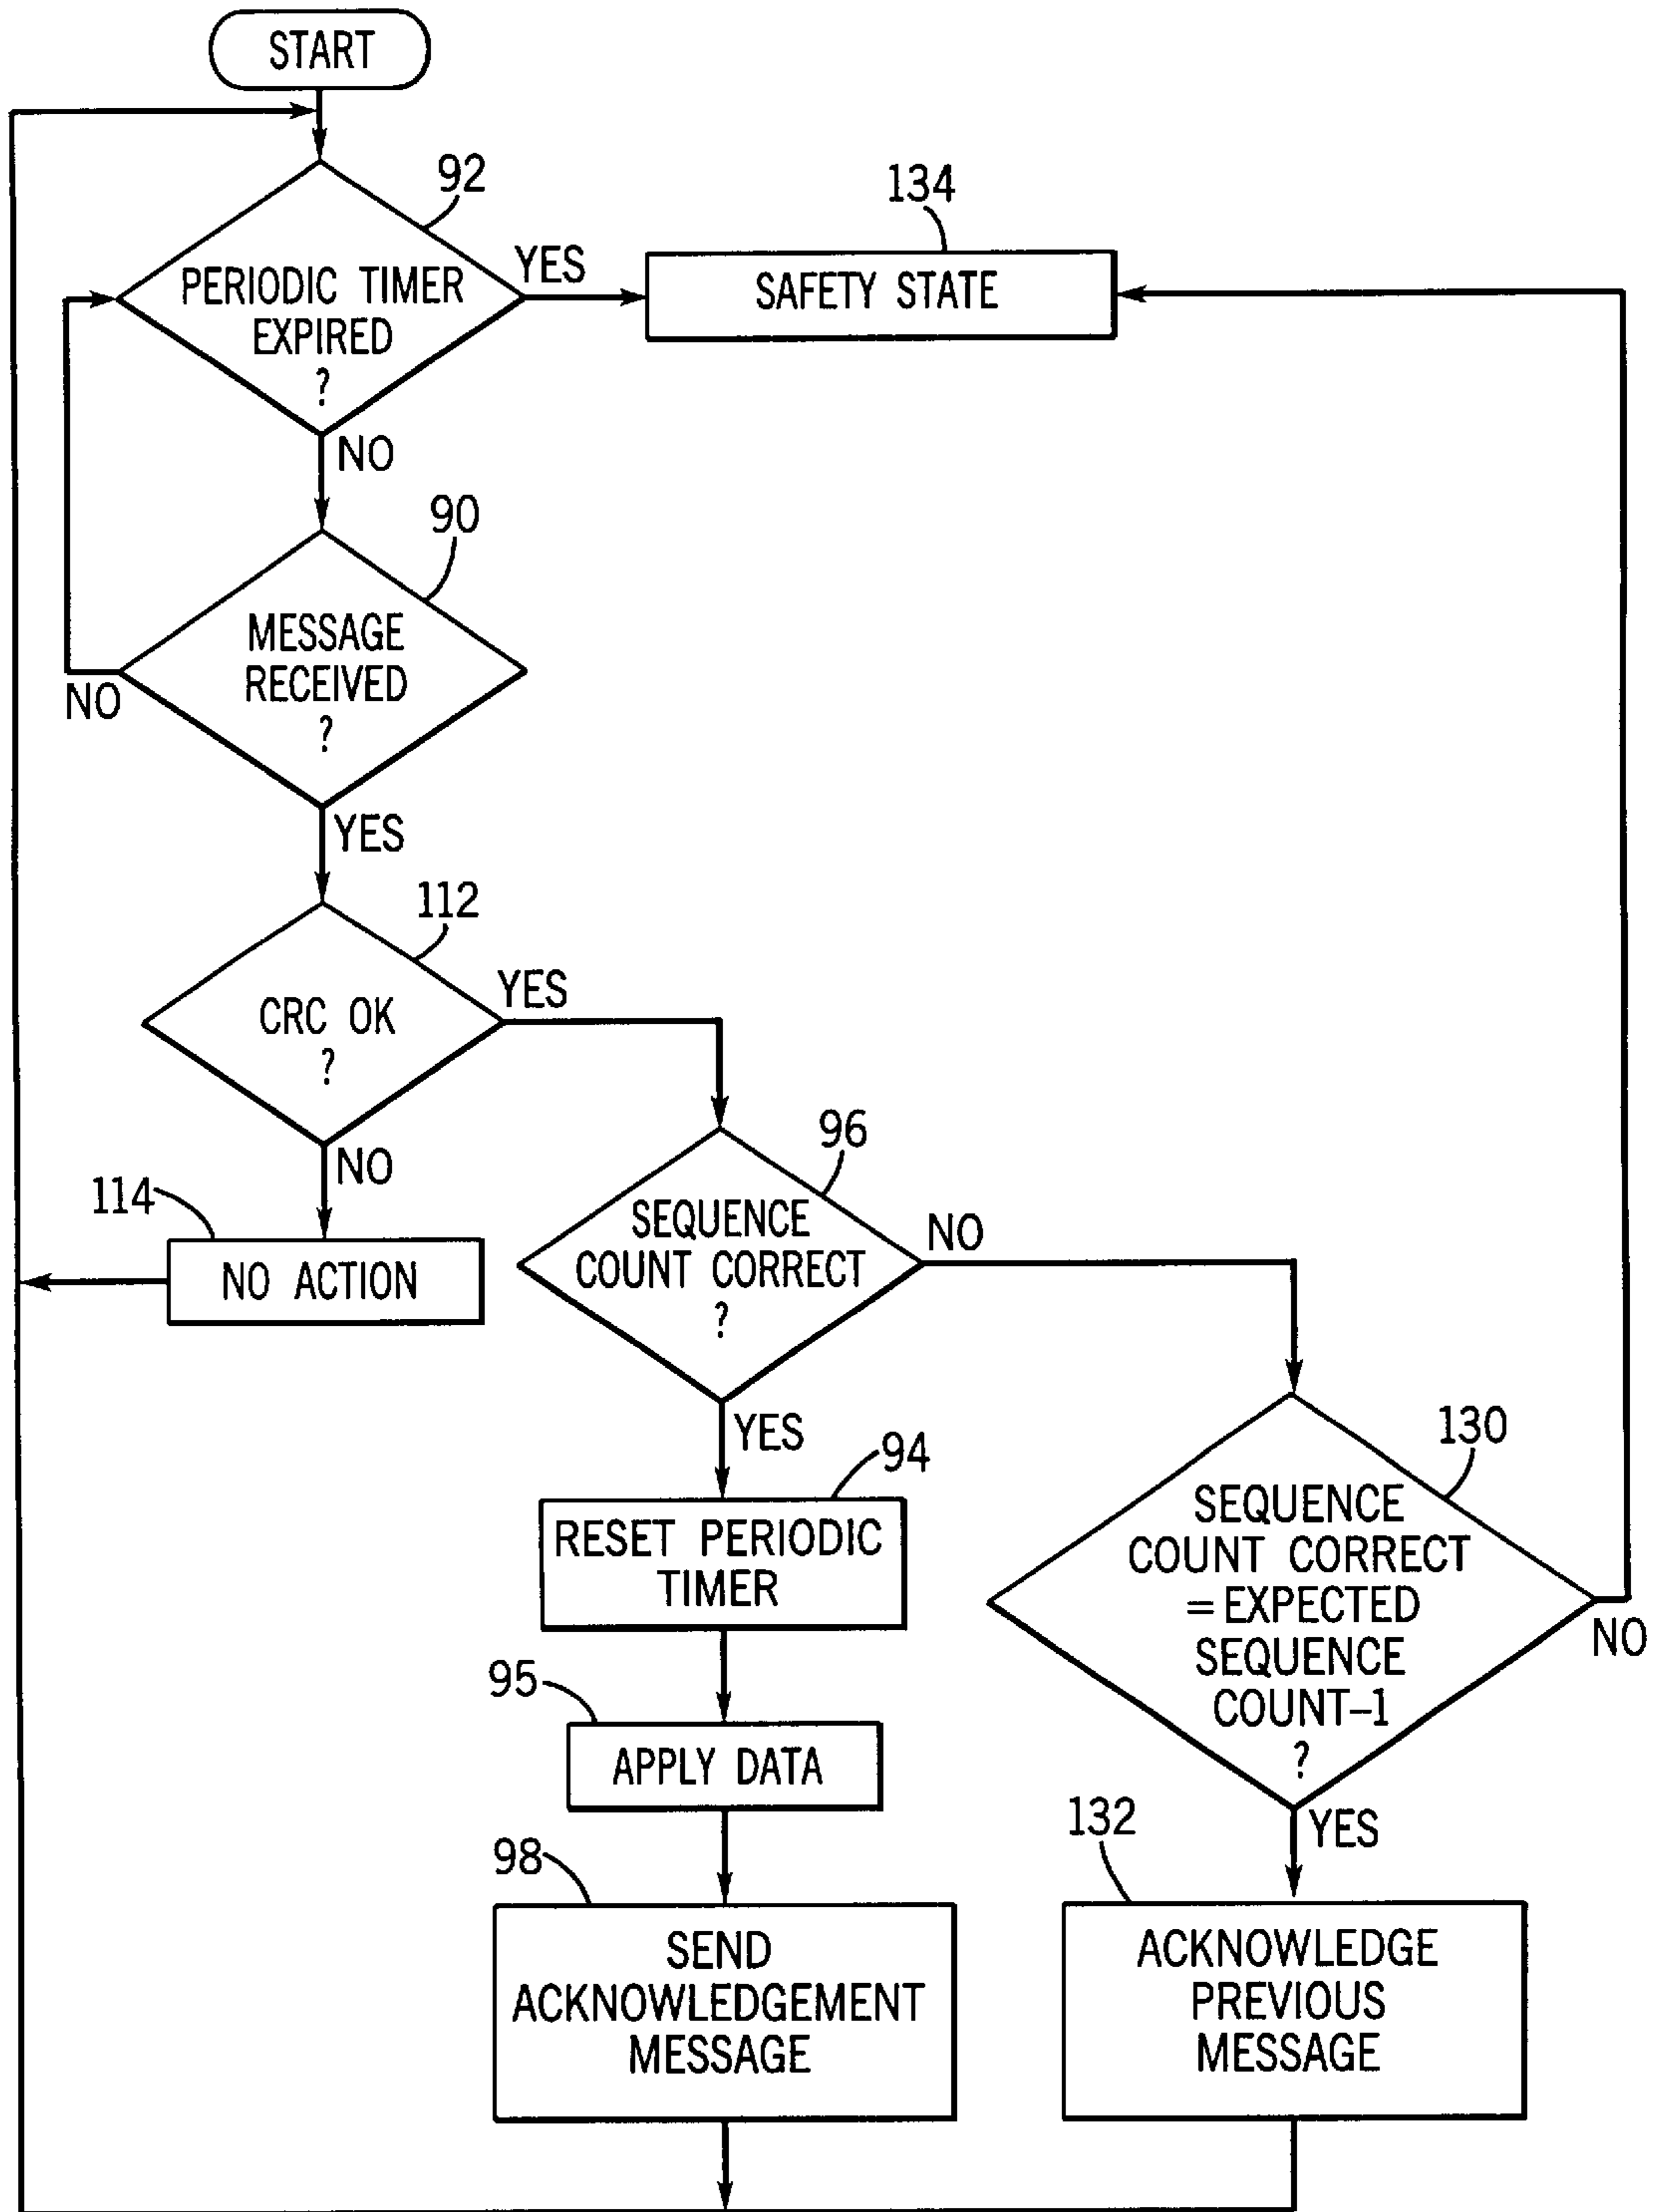 START
92
PERIODIC TIMER
EXPIRED
?
YES
NO
134
SAFETY STATE
90
MESSAGE
RECEIVED
?
NO
YES
112
CRC OK
?
YES
NO
114
NO ACTION
96
SEQUENCE
COUNT CORRECT
?
NO
YES
94
RESET PERIODIC
TIMER
95
APPLY DATA
98
SEND
ACKNOWLEDGEMENT
MESSAGE
130
SEQUENCE
COUNT CORRECT
=EXPECTED
SEQUENCE
COUNT–1
?
NO
YES
132
ACKNOWLEDGE
PREVIOUS
MESSAGE